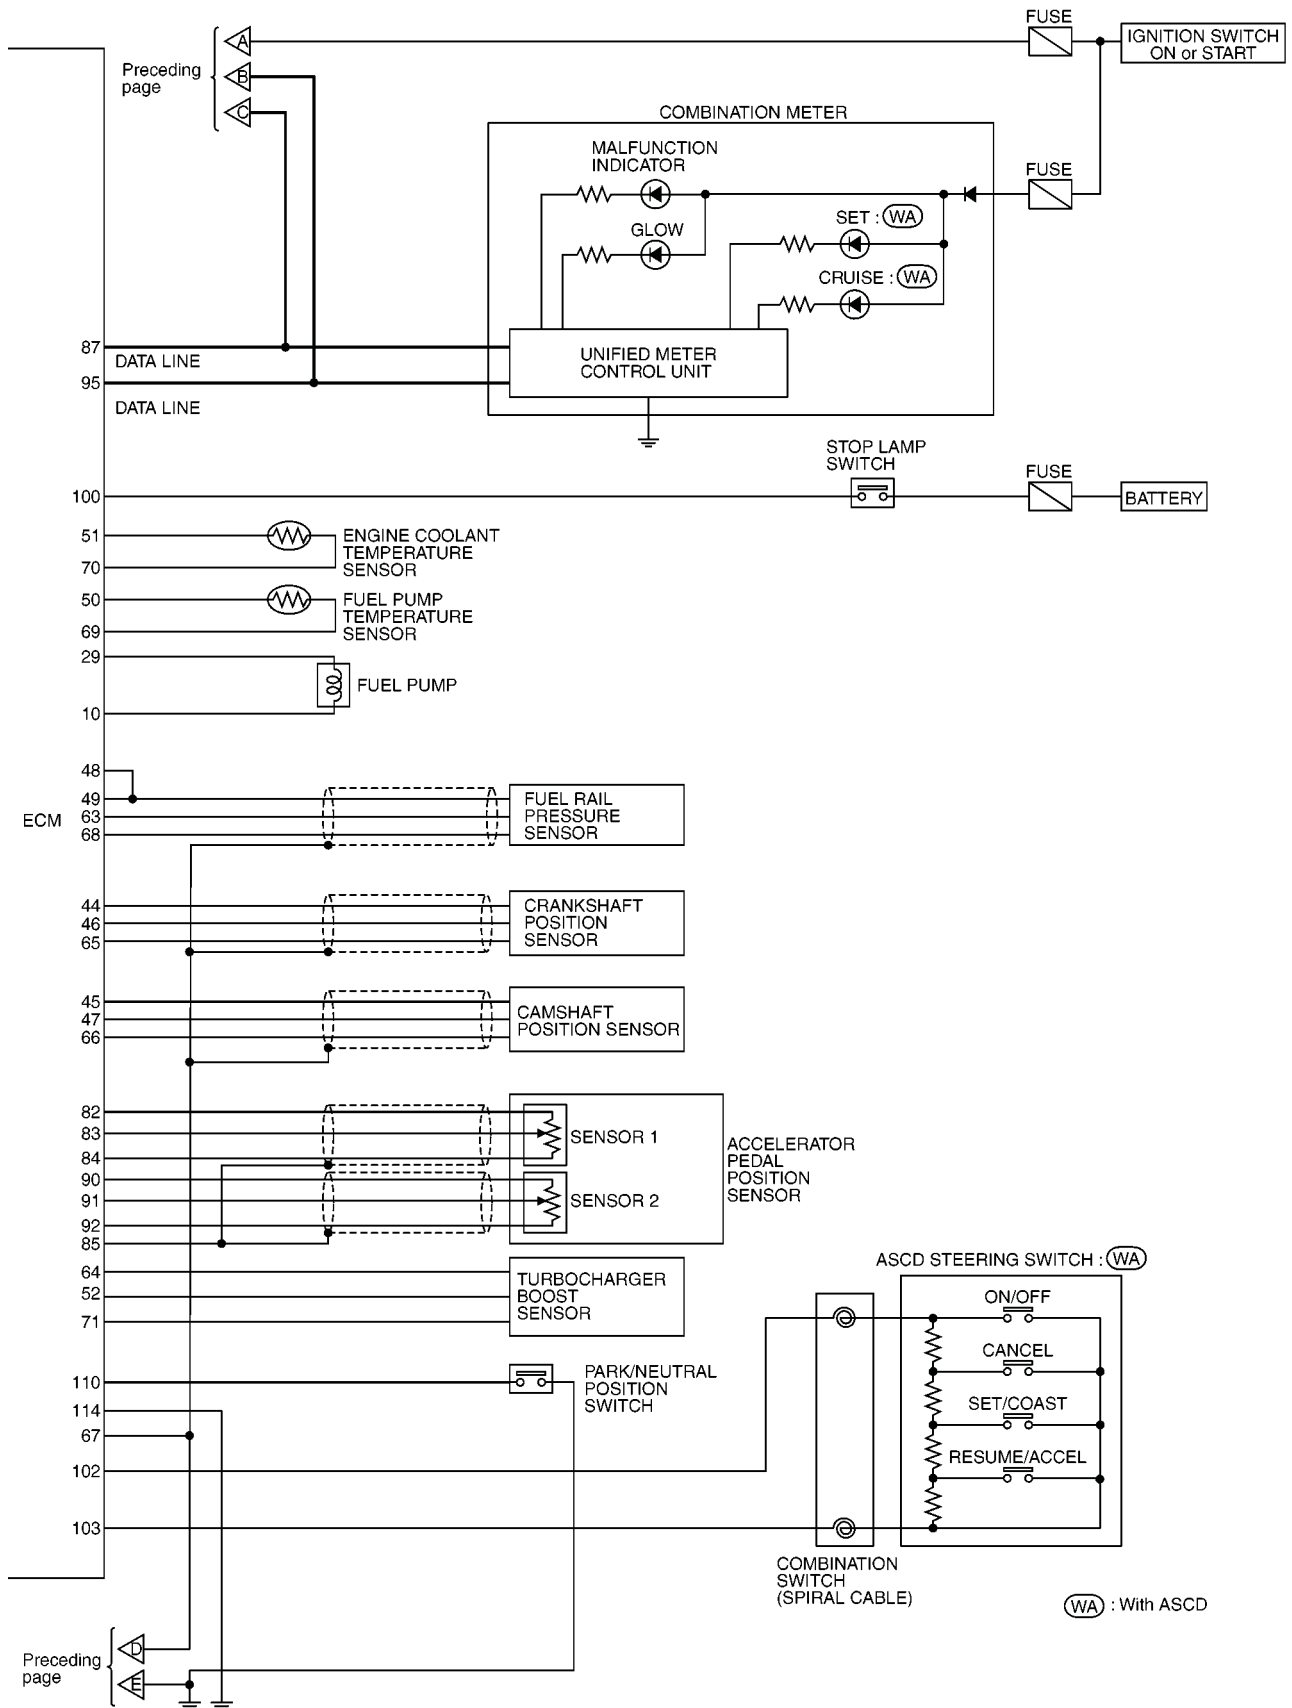 FUSE
A
IGNITION SWITCH
ON or START
Preceding
page
B
C
COMBINATION METER
MALFUNCTION
INDICATOR
FUSE
SET : WA
GLOW
CRUISE : WA
87
DATA LINE
UNIFIED METER
CONTROL UNIT
95
DATA LINE
STOP LAMP
SWITCH
FUSE
100
BATTERY
51
ENGINE COOLANT
TEMPERATURE
SENSOR
70
50
FUEL PUMP
TEMPERATURE
SENSOR
69
29
FUEL PUMP
10
48
49
ECM
63
68
FUEL RAIL
PRESSURE
SENSOR
44
46
65
CRANKSHAFT
POSITION
SENSOR
45
47
66
CAMSHAFT
POSITION SENSOR
82
83
84
SENSOR 1
ACCELERATOR
PEDAL
POSITION
SENSOR
90
91
92
85
SENSOR 2
64
52
71
TURBOCHARGER
BOOST
SENSOR
ASCD STEERING SWITCH : WA
ON/OFF
CANCEL
SET/COAST
RESUME/ACCEL
110
PARK/NEUTRAL
POSITION
SWITCH
114
67
102
103
COMBINATION
SWITCH
(SPIRAL CABLE)
WA : With ASCD
Preceding
page
D
E